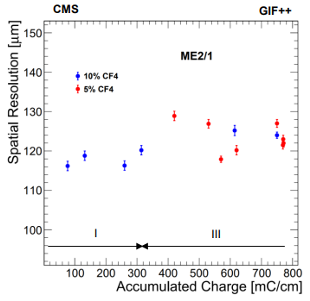 CMS GIF++
Spatial Resolution [μm]
150
140
130
120
110
100
ME2/1
10% CF4
5% CF4
I III
100 200 300 400 500 600 700 800
Accumulated Charge [mC/cm]